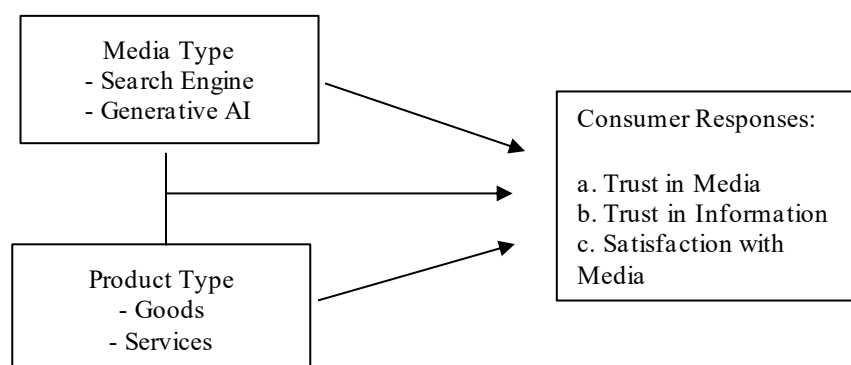 Media Type
- Search Engine
- Generative AI
Consumer Responses:
a. Trust in Media
b. Trust in Information
c. Satisfaction with
Media
Product Type
- Goods
- Services